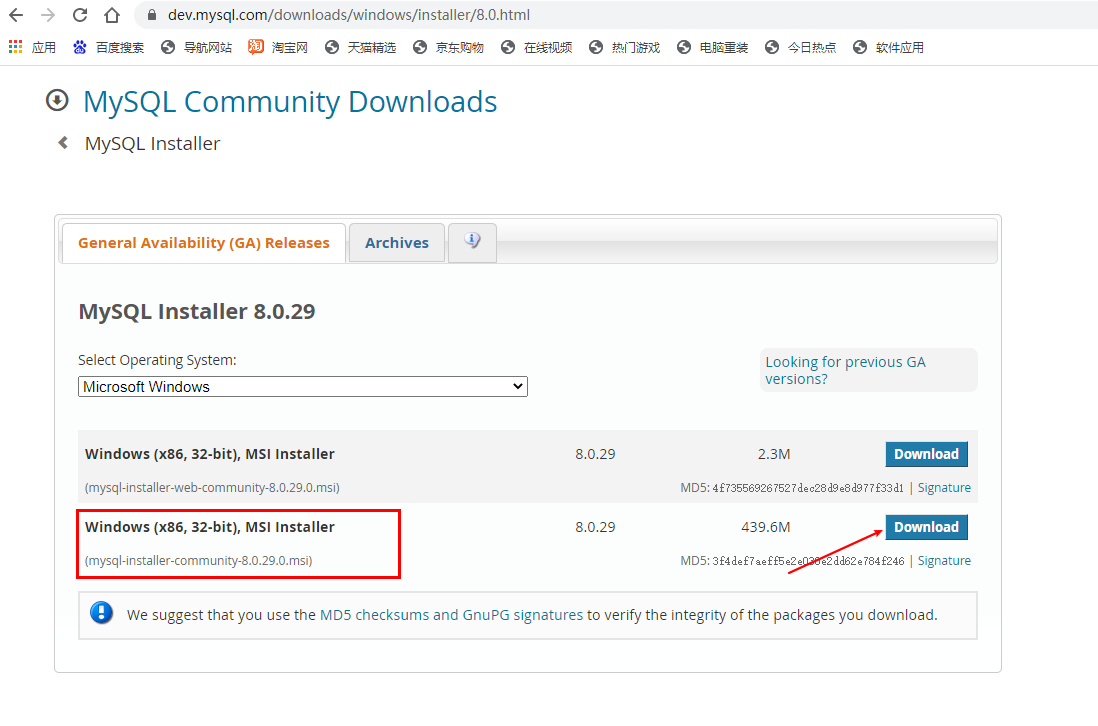 dev.mysql.com/downloads/windows/installer/8.0.html
应用 百度搜索 导航网站 淘 淘宝网 天猫精选 京东购物 在线视频 热门游戏 电脑重装 今日热点 软件应用
MySQL Community Downloads
MySQL Installer
General Availability (GA) Releases Archives
MySQL Installer 8.0.29
Select Operating System:
Microsoft Windows
Looking for previous GA
versions?
Windows (x86, 32-bit), MSI Installer 8.0.29 2.3M Download
(mysql-installer-web-community-8.0.29.0.msi) MD5: 4f735569267527dec28d9e8d977f33d1 | Signature
Windows (x86, 32-bit), MSI Installer 8.0.29 439.6M Download
(mysql-installer-community-8.0.29.0.msi) MD5: | Signature
We suggest that you use the MD5 checksums and GnuPG signatures to verify the integrity of the packages you download.